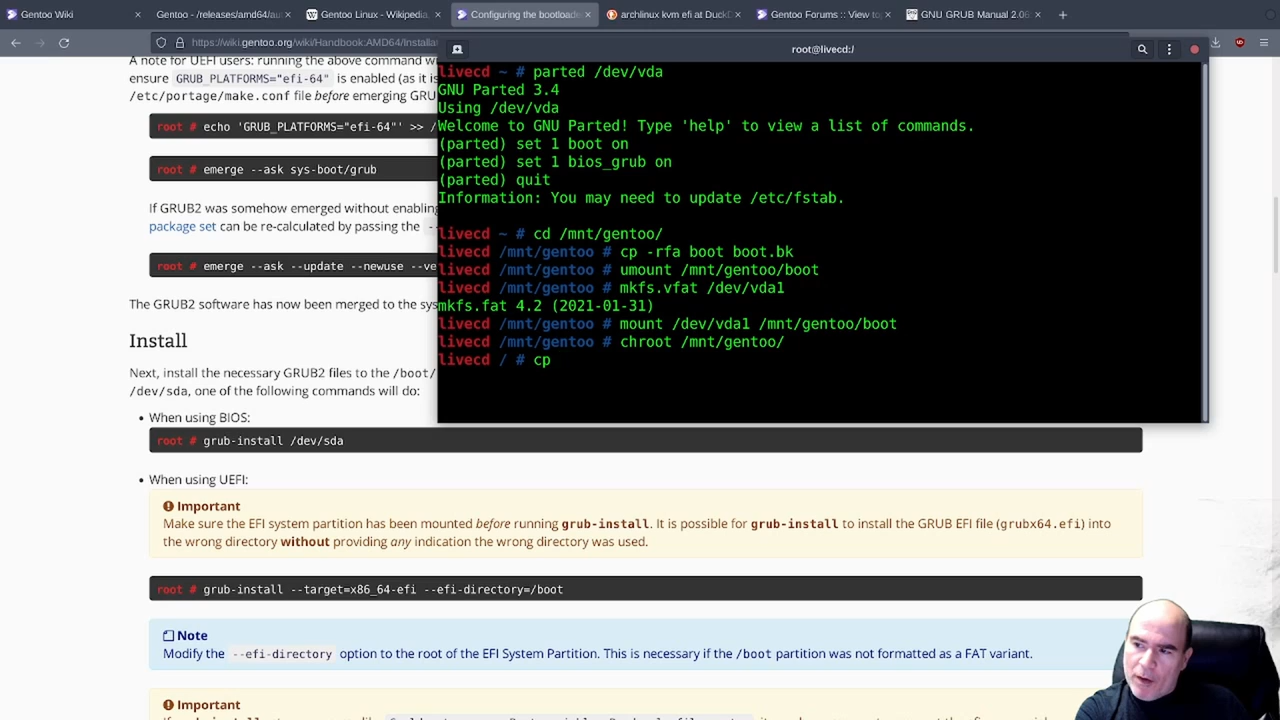 Gentoo Wiki
Gentoo - /releases/amd64/aut
Gentoo Linux - Wikipedia,
Configuring the bootloade
archlinux kvm efi at DuckD
Gentoo Forums :: View to
GNU GRUB Manual 2.06
https://wiki.gentoo.org/wiki/Handbook:AMD64/Installa
root@livecd:/
A note for UEFI users: running the above command wi
ensure GRUB_PLATFORMS="efi-64" is enabled (as it is
/etc/portage/make.conf file before emerging GRU
root # echo 'GRUB_PLATFORMS="efi-64"' >> /
root # emerge --ask sys-boot/grub
If GRUB2 was somehow emerged without enabling
package set can be re-calculated by passing the --
root # emerge --ask --update --newuse --ve
The GRUB2 software has now been merged to the sys
livecd ~ # parted /dev/vda
GNU Parted 3.4
Using /dev/vda
Welcome to GNU Parted! Type 'help' to view a list of commands.
(parted) set 1 boot on
(parted) set 1 bios_grub on
(parted) quit
Information: You may need to update /etc/fstab.
livecd ~ # cd /mnt/gentoo/
livecd /mnt/gentoo # cp -rfa boot boot.bk
livecd /mnt/gentoo # umount /mnt/gentoo/boot
livecd /mnt/gentoo # mkfs.vfat /dev/vda1
mkfs.fat 4.2 (2021-01-31)
livecd /mnt/gentoo # mount /dev/vda1 /mnt/gentoo/boot
livecd /mnt/gentoo # chroot /mnt/gentoo/
livecd / # cp
Install
Next, install the necessary GRUB2 files to the /boot/
/dev/sda, one of the following commands will do:
• When using BIOS:
root # grub-install /dev/sda
• When using UEFI:
Important
Make sure the EFI system partition has been mounted before running grub-install. It is possible for grub-install to install the GRUB EFI file (grubx64.efi) into
the wrong directory without providing any indication the wrong directory was used.
root # grub-install --target=x86_64-efi --efi-directory=/boot
Note
Modify the --efi-directory option to the root of the EFI System Partition. This is necessary if the /boot partition was not formatted as a FAT variant.
Important